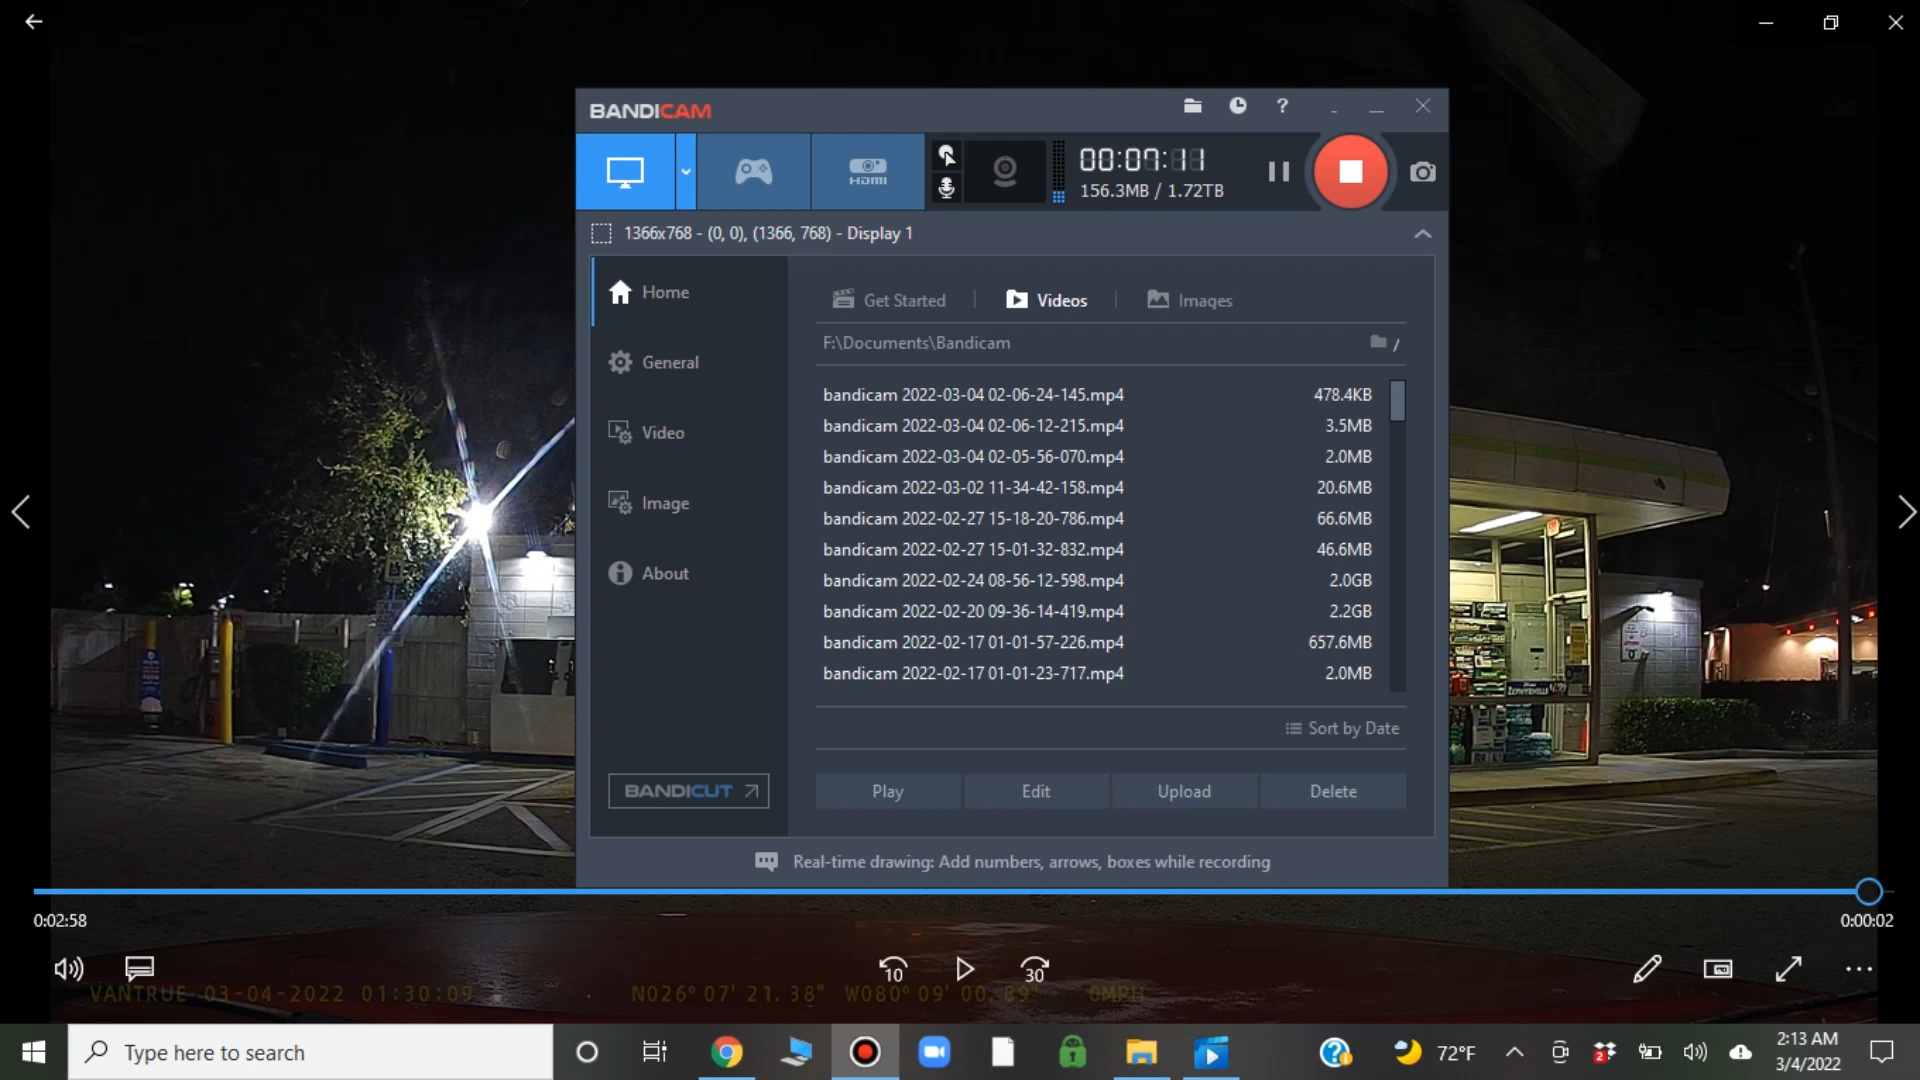 BANDICAM
?
HDMI
00:07:11
156.3MB / 1.72TB
1366x768 - (0, 0), (1366, 768) - Display 1
Home
General
Video
Image
About
BANDICUT
Get Started
Videos
Images
F:\Documents\Bandicam
/
bandicam 2022-03-04 02-06-24-145.mp4 478.4KB
bandicam 2022-03-04 02-06-12-215.mp4 3.5MB
bandicam 2022-03-04 02-05-56-070.mp4 2.0MB
bandicam 2022-03-02 11-34-42-158.mp4 20.6MB
bandicam 2022-02-27 15-18-20-786.mp4 66.6MB
bandicam 2022-02-27 15-01-32-832.mp4 46.6MB
bandicam 2022-02-24 08-56-12-598.mp4 2.0GB
bandicam 2022-02-20 09-36-14-419.mp4 2.2GB
bandicam 2022-02-17 01-01-57-226.mp4 657.6MB
bandicam 2022-02-17 01-01-23-717.mp4 2.0MB
Sort by Date
Play Edit Upload Delete
Real-time drawing: Add numbers, arrows, boxes while recording
ZEPHYRHILLS
0:02:58 0:00:02
10 30
VANTRUE 03-04-2022 01:30:09 N026° 07' 21.38" W080° 09' 00.89" 0MPH
Type here to search
72°F
2
2:13 AM
3/4/2022